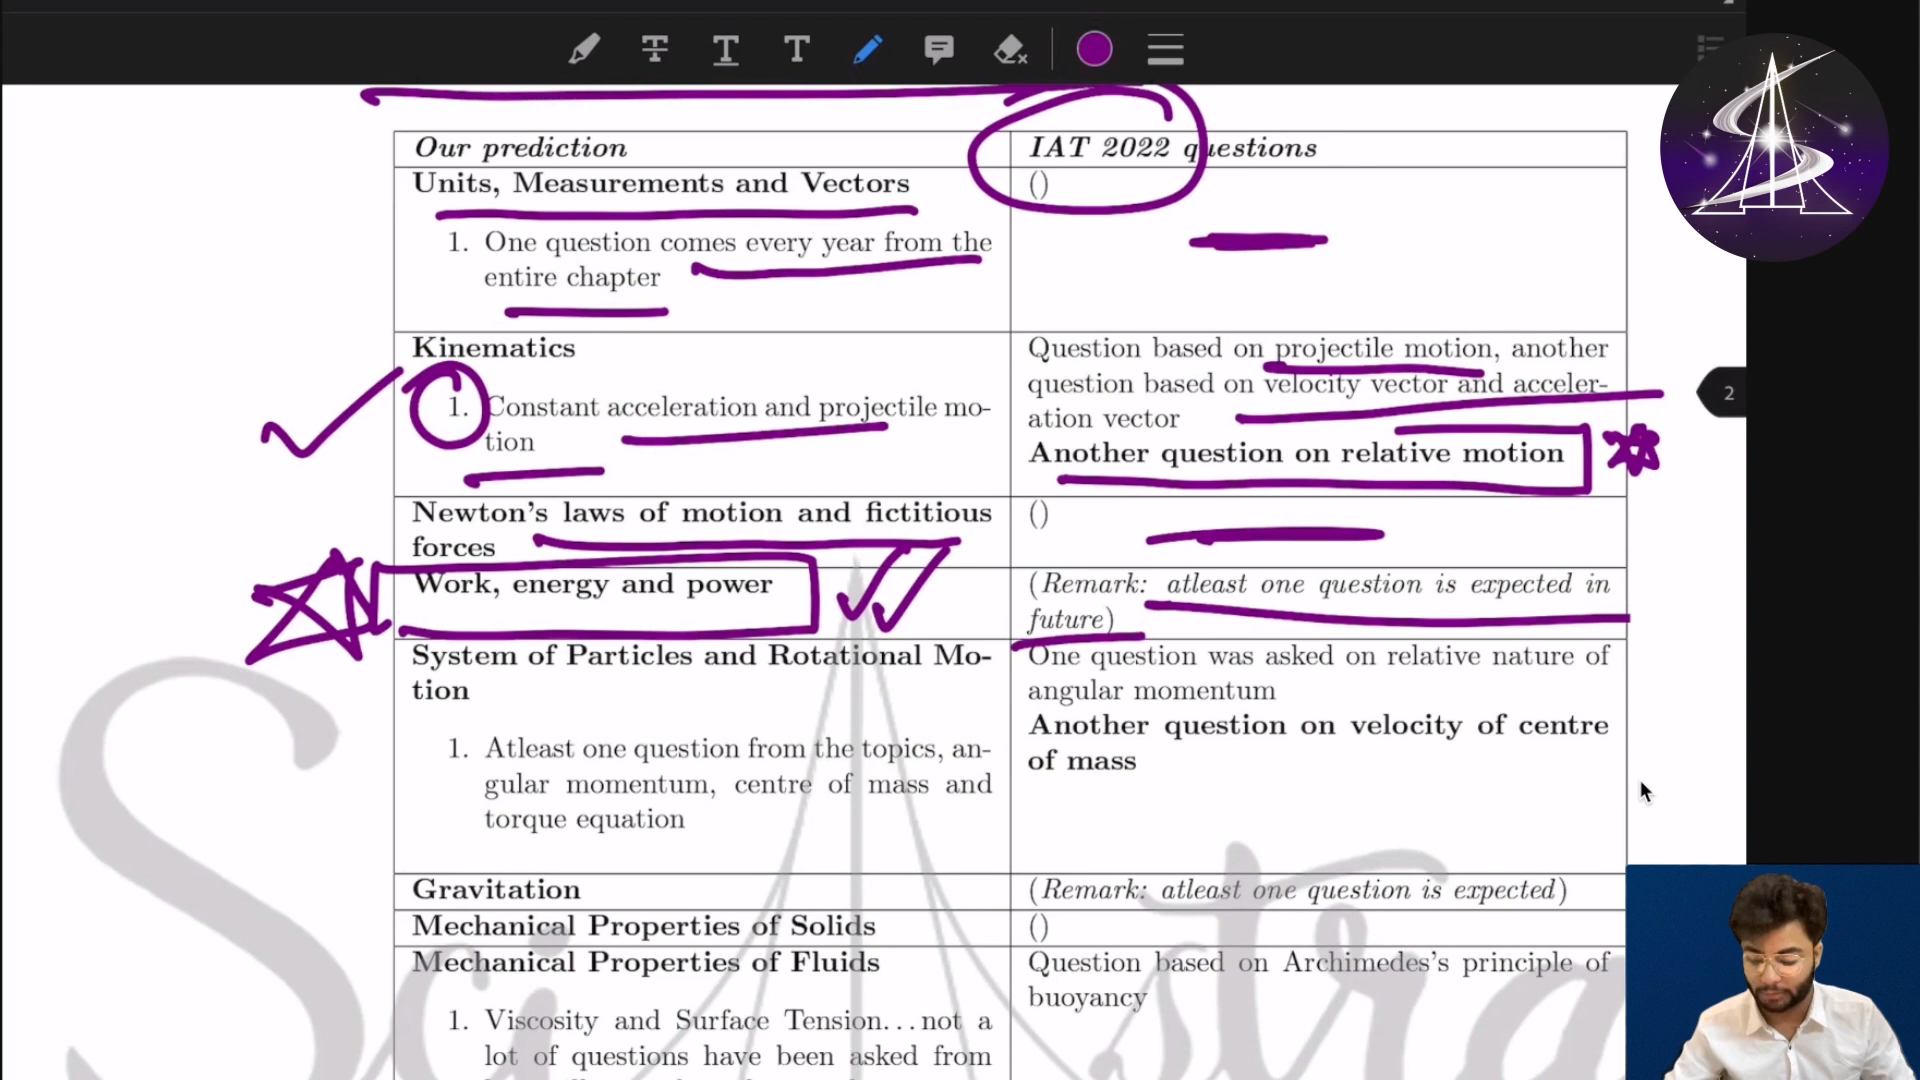 Our prediction
IAT 2022 questions
Units, Measurements and Vectors
()
1. One question comes every year from the
entire chapter
Kinematics
1. Constant acceleration and projectile mo-
tion
Question based on projectile motion, another
question based on velocity vector and acceler-
ation vector
Another question on relative motion
Newton's laws of motion and fictitious
forces
()
Work, energy and power
(Remark: atleast one question is expected in
future)
System of Particles and Rotational Mo-
tion
1. Atleast one question from the topics, an-
gular momentum, centre of mass and
torque equation
One question was asked on relative nature of
angular momentum
Another question on velocity of centre
of mass
Gravitation
(Remark: atleast one question is expected)
Mechanical Properties of Solids
()
Mechanical Properties of Fluids
1. Viscosity and Surface Tension...not a
lot of questions have been asked from
Question based on Archimedes's principle of
buoyancy
2